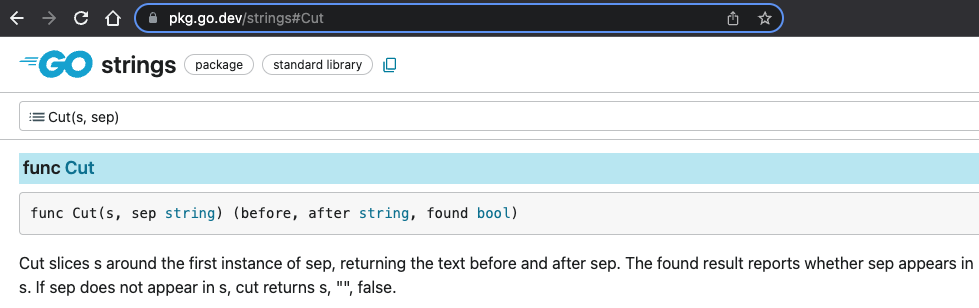 pkg.go.dev/strings#Cut
GO strings package standard library
Cut(s, sep)
func Cut
func Cut(s, sep string) (before, after string, found bool)
Cut slices s around the first instance of sep, returning the text before and after sep. The found result reports whether sep appears in
s. If sep does not appear in s, cut returns s, "", false.